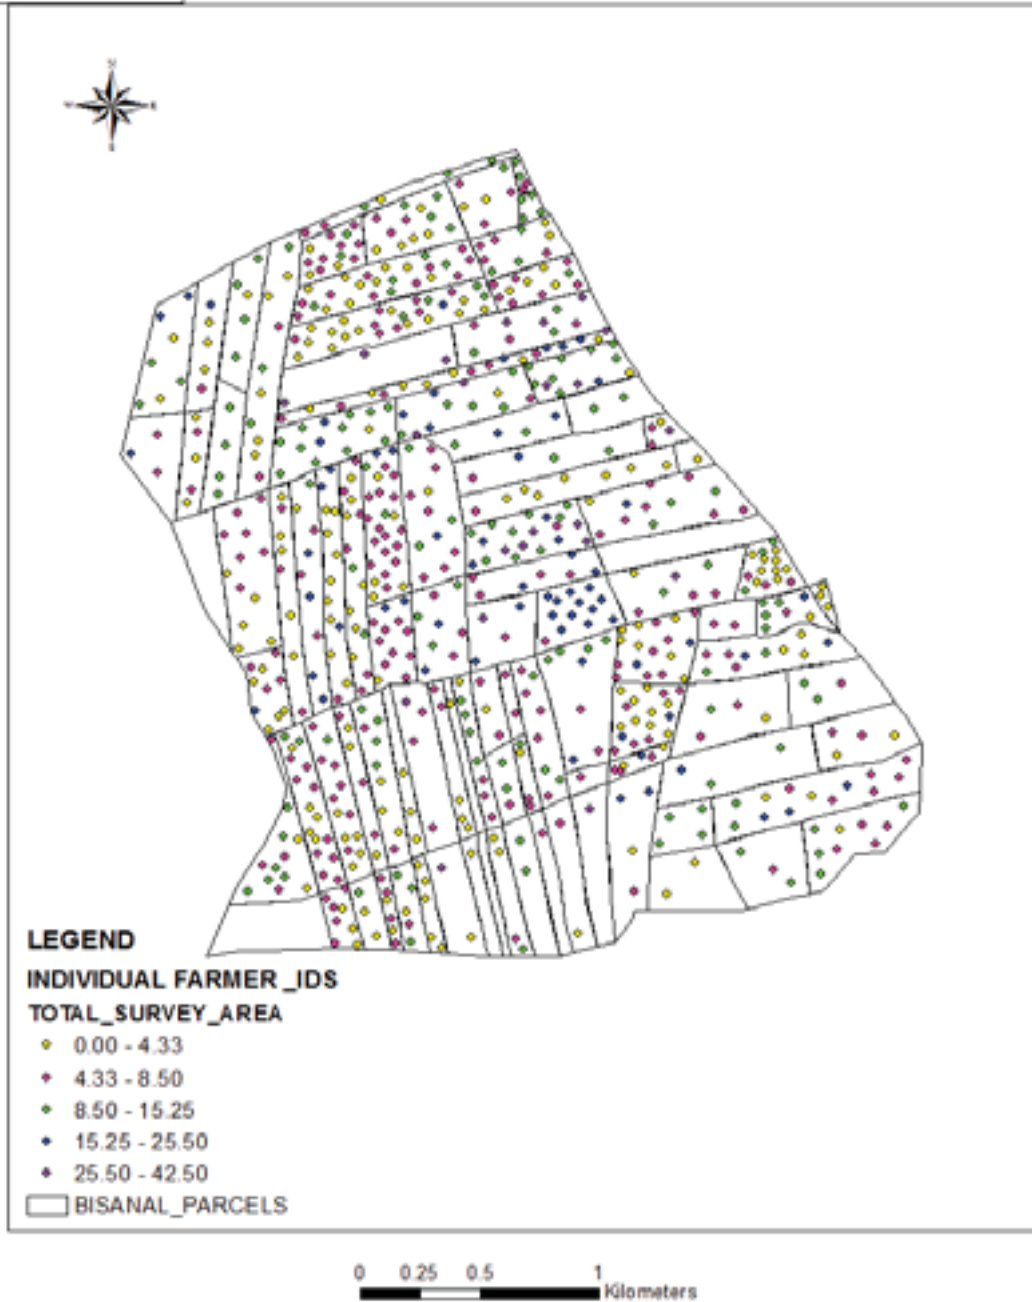 LEGEND
INDIVIDUAL FARMER_IDS
TOTAL_SURVEY_AREA
0.00 - 4.33
4.33 - 8.50
8.50 - 15.25
15.25 - 25.50
25.50 - 42.50
BISANAL_PARCELS
0 0.25 0.5 1
Kilometers